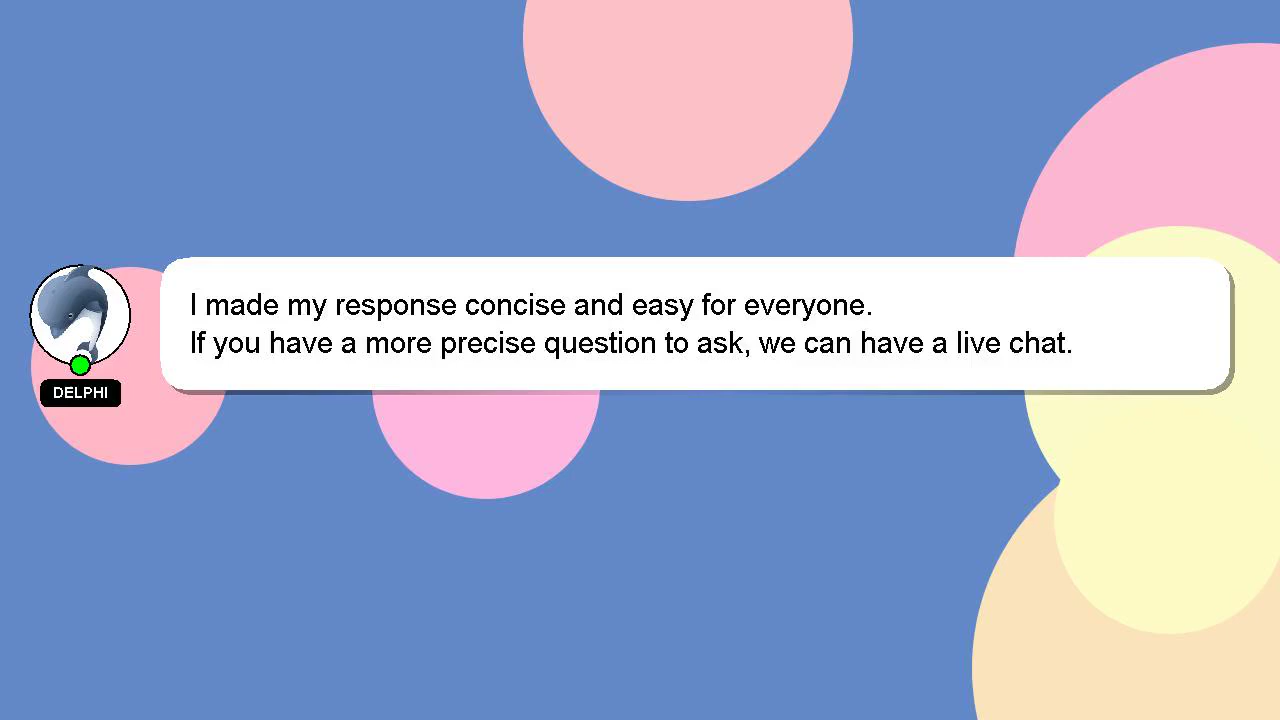 I made my response concise and easy for everyone.
If you have a more precise question to ask, we can have a live chat.
DELPHI